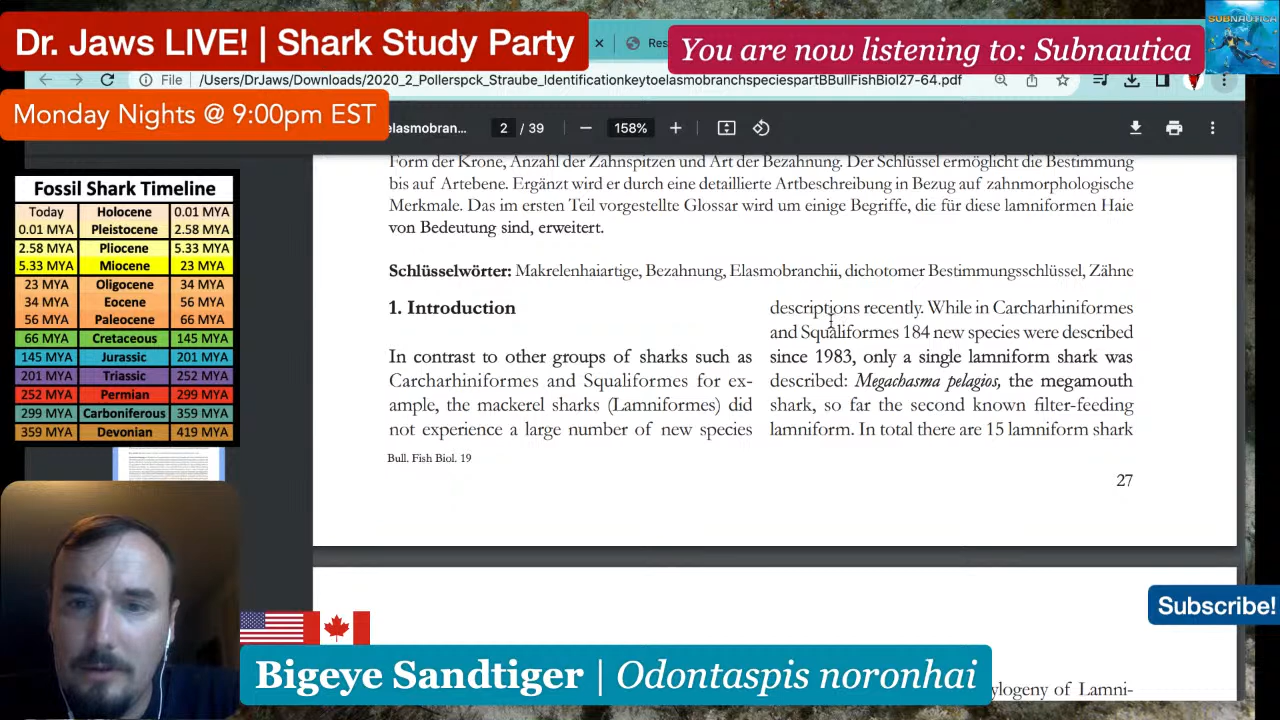 Dr. Jaws LIVE! | Shark Study Party
Res
You are now listening to: Subnautica
SUBNAUTICA
File
/Users/DrJaws/Downloads/2020_2_Pollerspck_Straube_IdentificationkeytoelasmobranchspeciespartBBullFishBiol27-64.pdf
Monday Nights @ 9:00pm EST
elasmobran...
2 / 39
158%
Form der Krone, Anzahl der Zahnspitzen und Art der Bezahnung. Der Schlüssel ermöglicht die Bestimmung
bis auf Artebene. Ergänzt wird er durch eine detaillierte Artbeschreibung in Bezug auf zahnmorphologische
Merkmale. Das im ersten Teil vorgestellte Glossar wird um einige Begriffe, die für diese lamniformen Haie
von Bedeutung sind, erweitert.
Schlüsselwörter: Makrelenhaiartige, Bezahnung, Elasmobranchii, dichotomer Bestimmungsschlüssel, Zähne
1. Introduction
In contrast to other groups of sharks such as
Carcharhiniformes and Squaliformes for ex-
ample, the mackerel sharks (Lamniformes) did
not experience a large number of new species
descriptions recently. While in Carcharhiniformes
and Squaliformes 184 new species were described
since 1983, only a single lamniform shark was
described: Megachasma pelagios, the megamouth
shark, so far the second known filter-feeding
lamniform. In total there are 15 lamniform shark
Bull. Fish Biol. 19
27
ylogeny of Lamni-
Fossil Shark Timeline
Today Holocene 0.01 MYA
0.01 MYA Pleistocene 2.58 MYA
2.58 MYA Pliocene 5.33 MYA
5.33 MYA Miocene 23 MYA
23 MYA Oligocene 34 MYA
34 MYA Eocene 56 MYA
56 MYA Paleocene 66 MYA
66 MYA Cretaceous 145 MYA
145 MYA Jurassic 201 MYA
201 MYA Triassic 252 MYA
252 MYA Permian 299 MYA
299 MYA Carboniferous 359 MYA
359 MYA Devonian 419 MYA
Subscribe!
Bigeye Sandtiger | Odontaspis noronhai